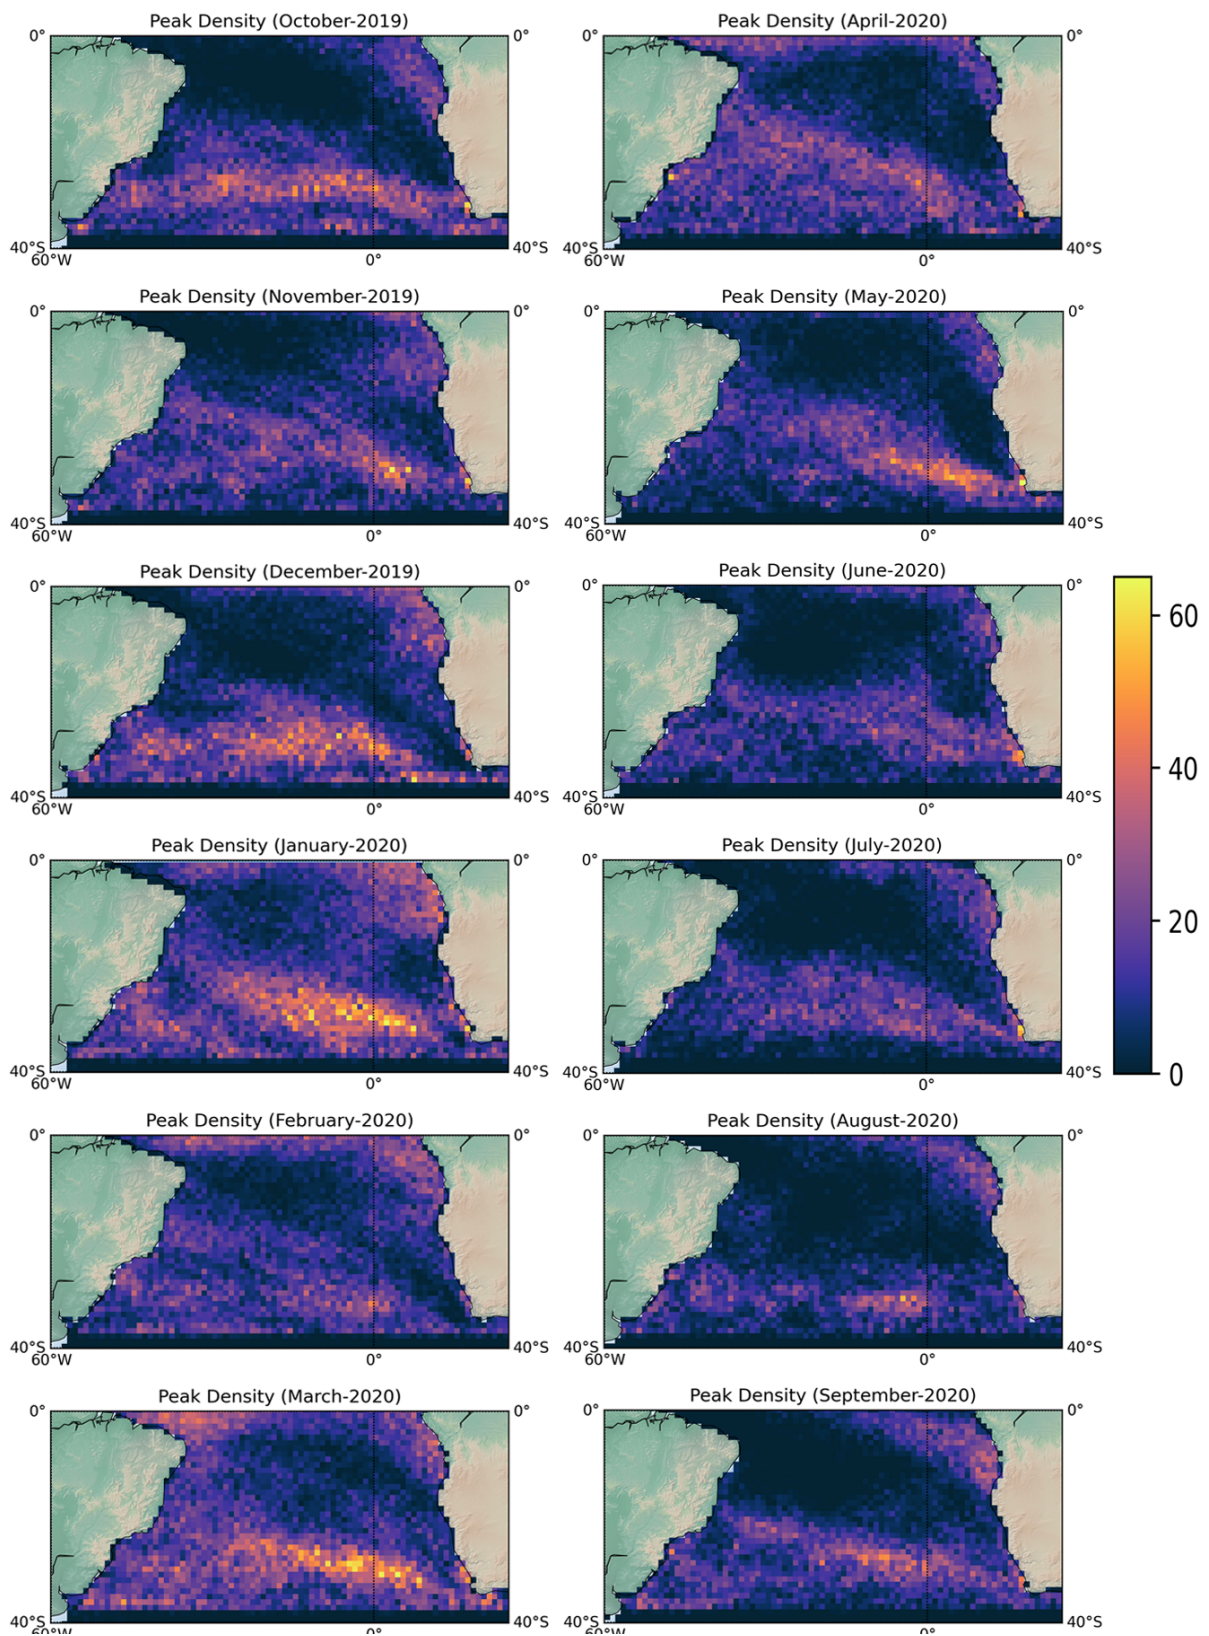 Peak Density (October-2019)
0°
0°
40°S
40°S
60°W
0°
Peak Density (April-2020)
0°
0°
40°S
40°S
60°W
0°
Peak Density (November-2019)
0°
0°
40°S
40°S
60°W
0°
Peak Density (May-2020)
0°
0°
40°S
40°S
60°W
0°
Peak Density (December-2019)
0°
0°
40°S
40°S
60°W
0°
Peak Density (June-2020)
0°
0°
40°S
40°S
60°W
0°
Peak Density (January-2020)
0°
0°
40°S
40°S
60°W
0°
Peak Density (July-2020)
0°
0°
40°S
40°S
60°W
0°
60
40
20
0
Peak Density (February-2020)
0°
0°
40°S
40°S
60°W
0°
Peak Density (August-2020)
0°
0°
40°S
40°S
60°W
0°
Peak Density (March-2020)
0°
0°
40°S
40°S
60°W
0°
Peak Density (September-2020)
0°
0°
40°S
40°S
60°W
0°